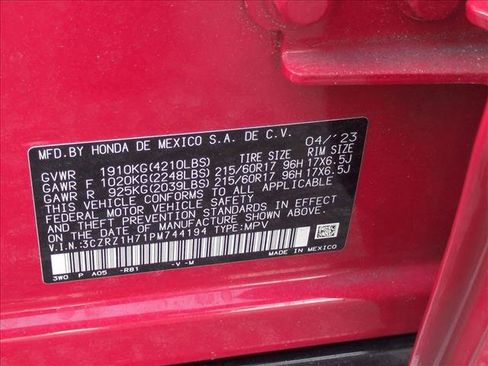 MFD. BY HONDA DE MEXICO S.A. DE C.V. 04/'23
TIRE SIZE RIM SIZE
GVWR 1910KG(4210LBS)
GAWR F 1020KG(2248LBS) 215/60R17 96H 17X6.5J
GAWR R 925KG(2039LBS) 215/60R17 96H 17X6.5J
THIS VEHICLE CONFORMS TO ALL APPLICABLE
FEDERAL MOTOR VEHICLE SAFETY
AND THEFT PREVENTION STANDARDS IN EFFECT ON THE
DATE OF MANUFACTURE SHOWN ABOVE.
V.I.N.:3CZRZ1H71PM744194 TYPE:MPV
MADE IN MEXICO
3W0 P A05 -R81 -V -M